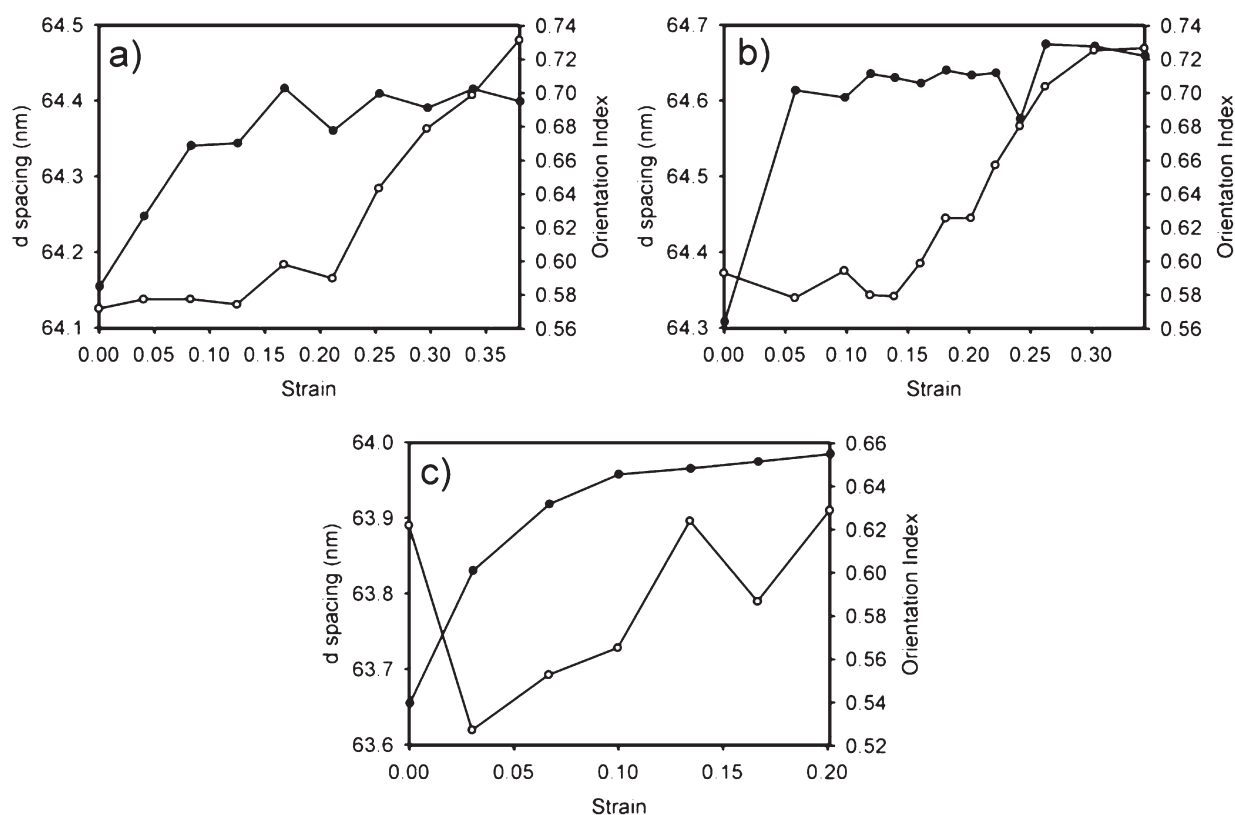 a)
64.5
64.4
64.3
64.2
64.1
d spacing (nm)
0.74
0.72
0.70
0.68
0.66
0.64
0.62
0.60
0.58
0.56
Orientation Index
0.00 0.05 0.10 0.15 0.20 0.25 0.30 0.35
Strain
b)
64.7
64.6
64.5
64.4
64.3
d spacing (nm)
0.74
0.72
0.70
0.68
0.66
0.64
0.62
0.60
0.58
0.56
Orientation Index
0.00 0.05 0.10 0.15 0.20 0.25 0.30
Strain
c)
64.0
63.9
63.8
63.7
63.6
d spacing (nm)
0.66
0.64
0.62
0.60
0.58
0.56
0.54
0.52
Orientation Index
0.00 0.05 0.10 0.15 0.20
Strain